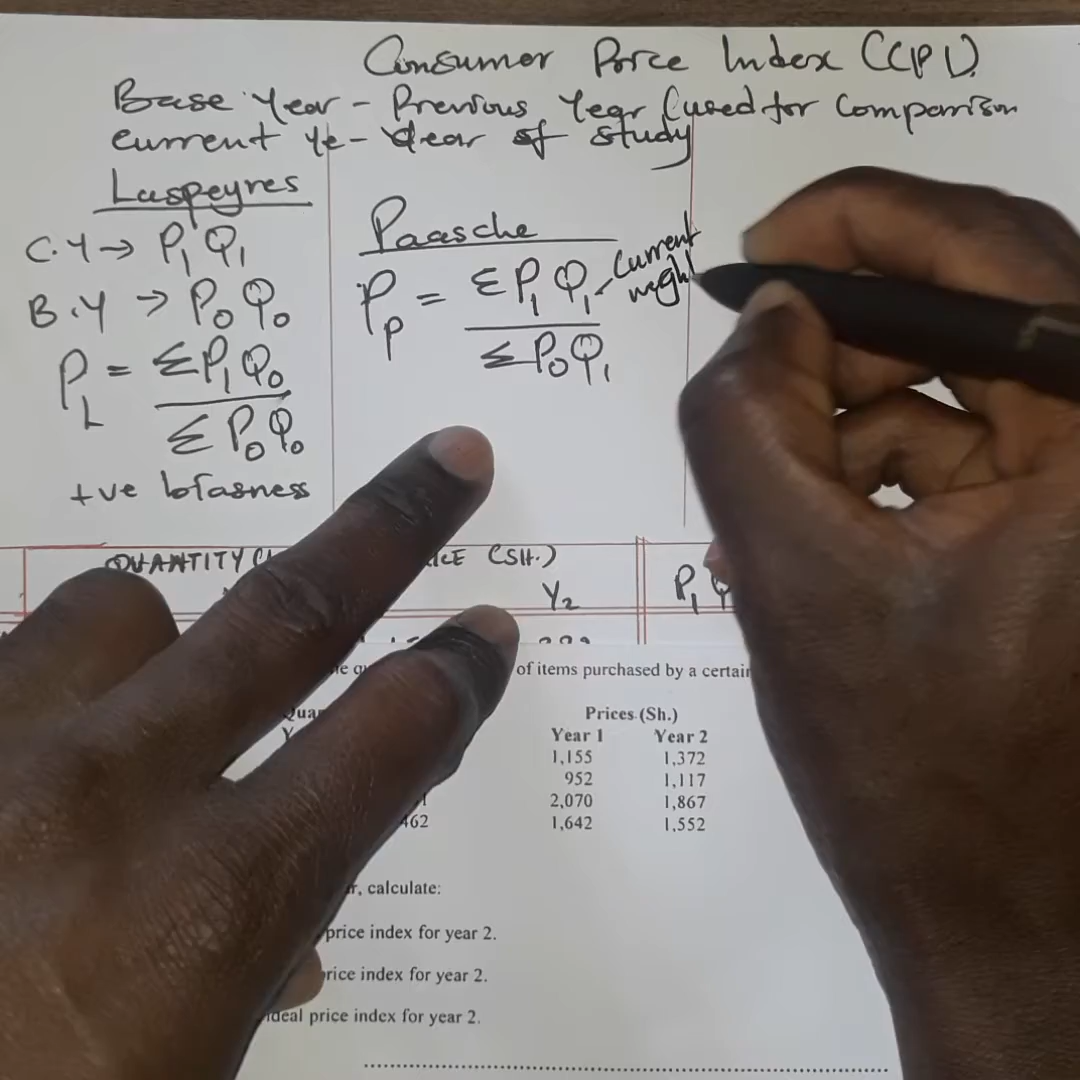 Consumer Price Index (CPI)
Base Year - Previous Year (used for Comparison
Current Ye - Year of study
Laspeyres
C.Y → P₁ Q₁
B.Y → P₀ Q₀
P_L = ΣP₁Q₀ / ΣP₀Q₀
+ve biasness
Paasche
P_P = ΣP₁Q₁ / ΣP₀Q₁
Current
weight
QUANTITY (SH.)
Y₂ P₁
of items purchased by a certain
Prices (Sh.)
Year 1 Year 2
1,155 1,372
952 1,117
2,070 1,867
462 1,642 1,552
calculate:
price index for year 2.
price index for year 2.
ideal price index for year 2.